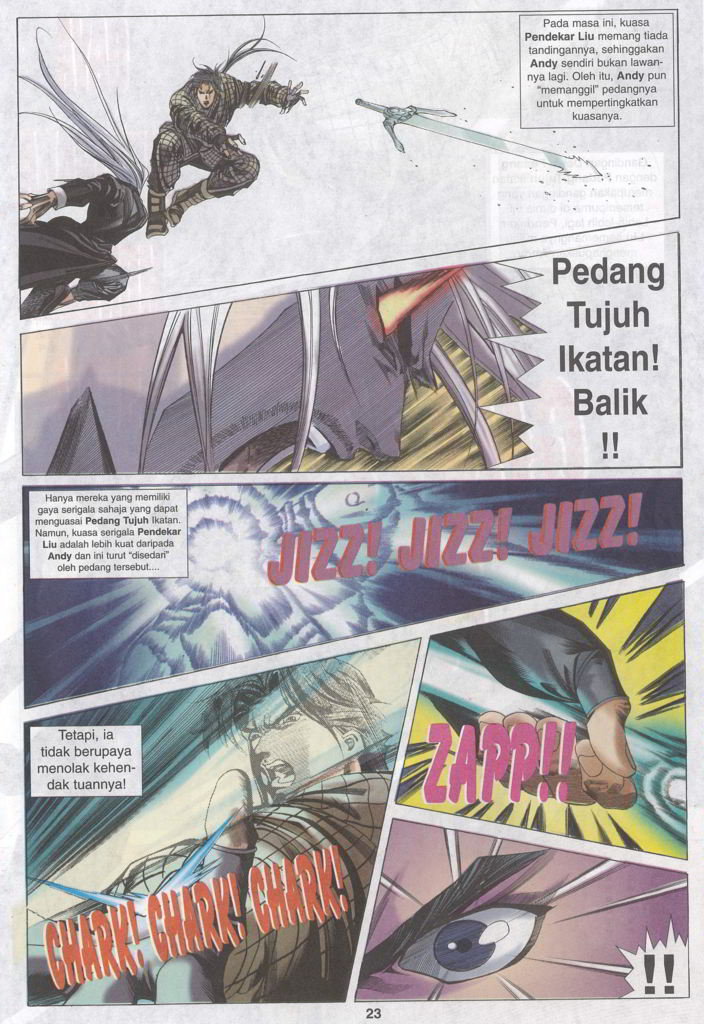 Pada masa ini, kuasa
Pendekar Liu memang tiada
tandingannya, sehinggakan
Andy sendiri bukan lawan-
nya lagi. Oleh itu, Andy pun
"memanggil" pedangnya
untuk mempertingkatkan
kuasanya.
Pedang
Tujuh
Ikatan!
Balik
!!
Hanya mereka yang memiliki
gaya serigala sahaja yang dapat
menguasai Pedang Tujuh Ikatan.
Namun, kuasa serigala Pendekar
Liu adalah lebih kuat daripada
Andy dan ini turut "disedari"
oleh pedang tersebut....
JIZZ! JIZZ! JIZZ!
Tetapi, ia
tidak berupaya
menolak kehen-
dak tuannya!
CHARK! CHARK! CHARK!
ZAPP!!
!!
23